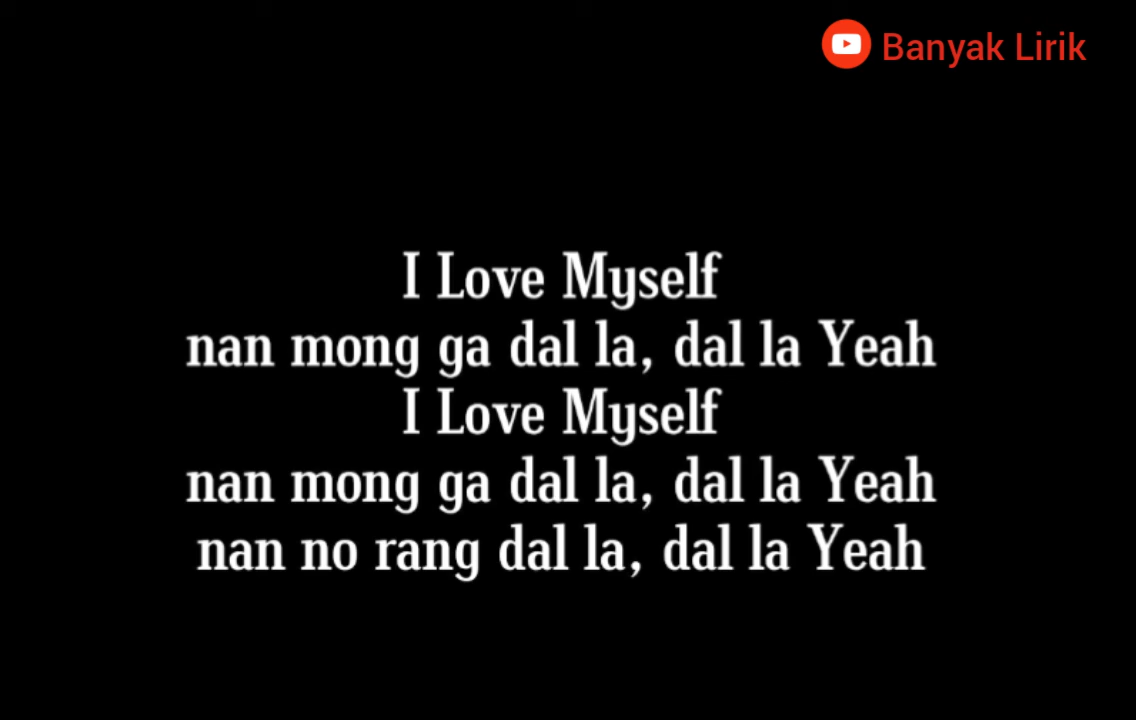 Banyak Lirik
I Love Myself
nan mong ga dal la, dal la Yeah
I Love Myself
nan mong ga dal la, dal la Yeah
nan no rang dal la, dal la Yeah